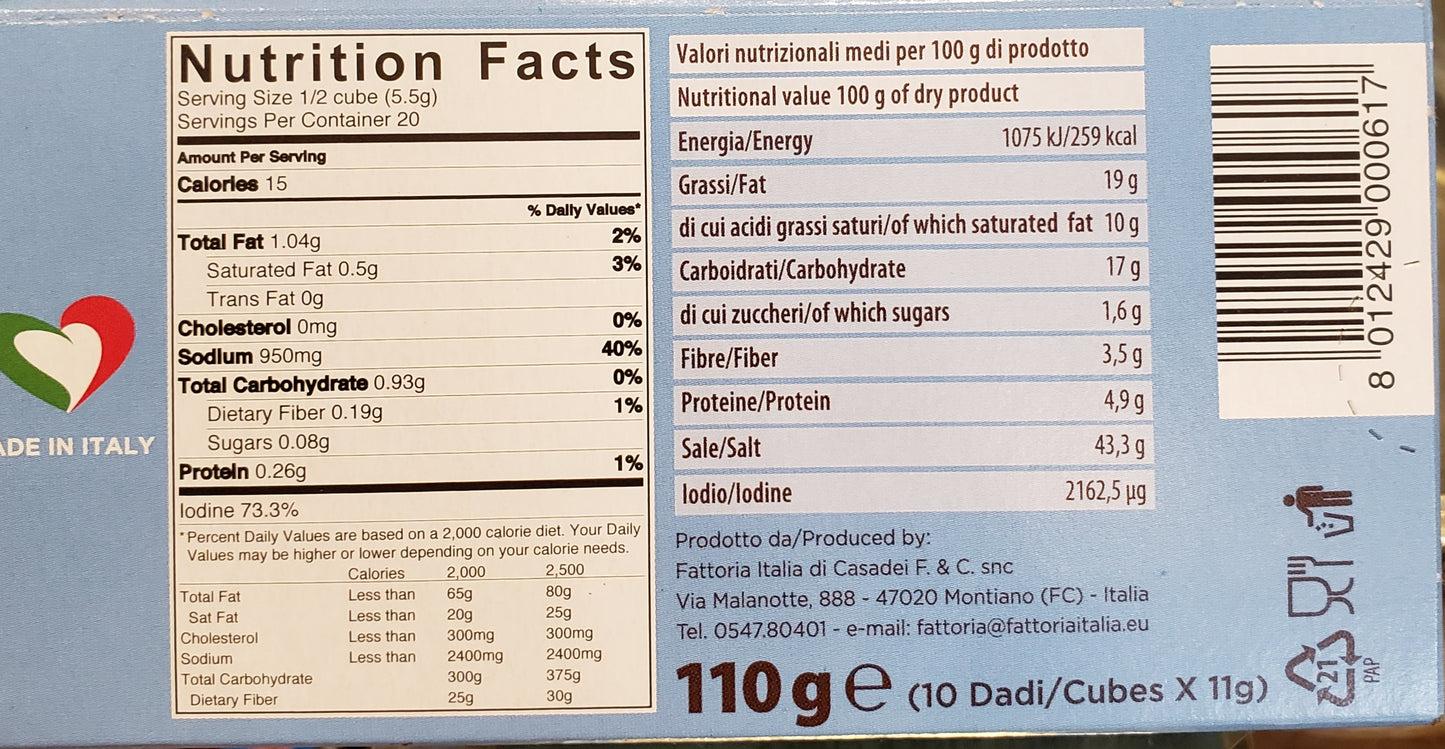 ADE IN ITALY
Nutrition Facts
Serving Size 1/2 cube (5.5g)
Servings Per Container 20
Amount Per Serving
Calories 15
% Daily Values*
Total Fat 1.04g 2%
Saturated Fat 0.5g 3%
Trans Fat 0g
Cholesterol 0mg 0%
Sodium 950mg 40%
Total Carbohydrate 0.93g 0%
Dietary Fiber 0.19g 1%
Sugars 0.08g
Protein 0.26g 1%
Iodine 73.3%
*Percent Daily Values are based on a 2,000 calorie diet. Your Daily
Values may be higher or lower depending on your calorie needs.
Calories 2,000 2,500
Total Fat Less than 65g 80g
Sat Fat Less than 20g 25g
Cholesterol Less than 300mg 300mg
Sodium Less than 2400mg 2400mg
Total Carbohydrate 300g 375g
Dietary Fiber 25g 30g
Valori nutrizionali medi per 100 g di prodotto
Nutritional value 100 g of dry product
Energia/Energy 1075 kJ/259 kcal
Grassi/Fat 19 g
di cui acidi grassi saturi/of which saturated fat 10 g
Carboidrati/Carbohydrate 17 g
di cui zuccheri/of which sugars 1,6 g
Fibre/Fiber 3,5 g
Proteine/Protein 4,9 g
Sale/Salt 43,3 g
Iodio/Iodine 2162,5 µg
Prodotto da/Produced by:
Fattoria Italia di Casadei F. & C. snc
Via Malanotte, 888 - 47020 Montiano (FC) - Italia
Tel. 0547.80401 - e-mail: fattoria@fattoriaitalia.eu
110 g e (10 Dadi/Cubes X 11g)
8 012429 000617
21
PAP